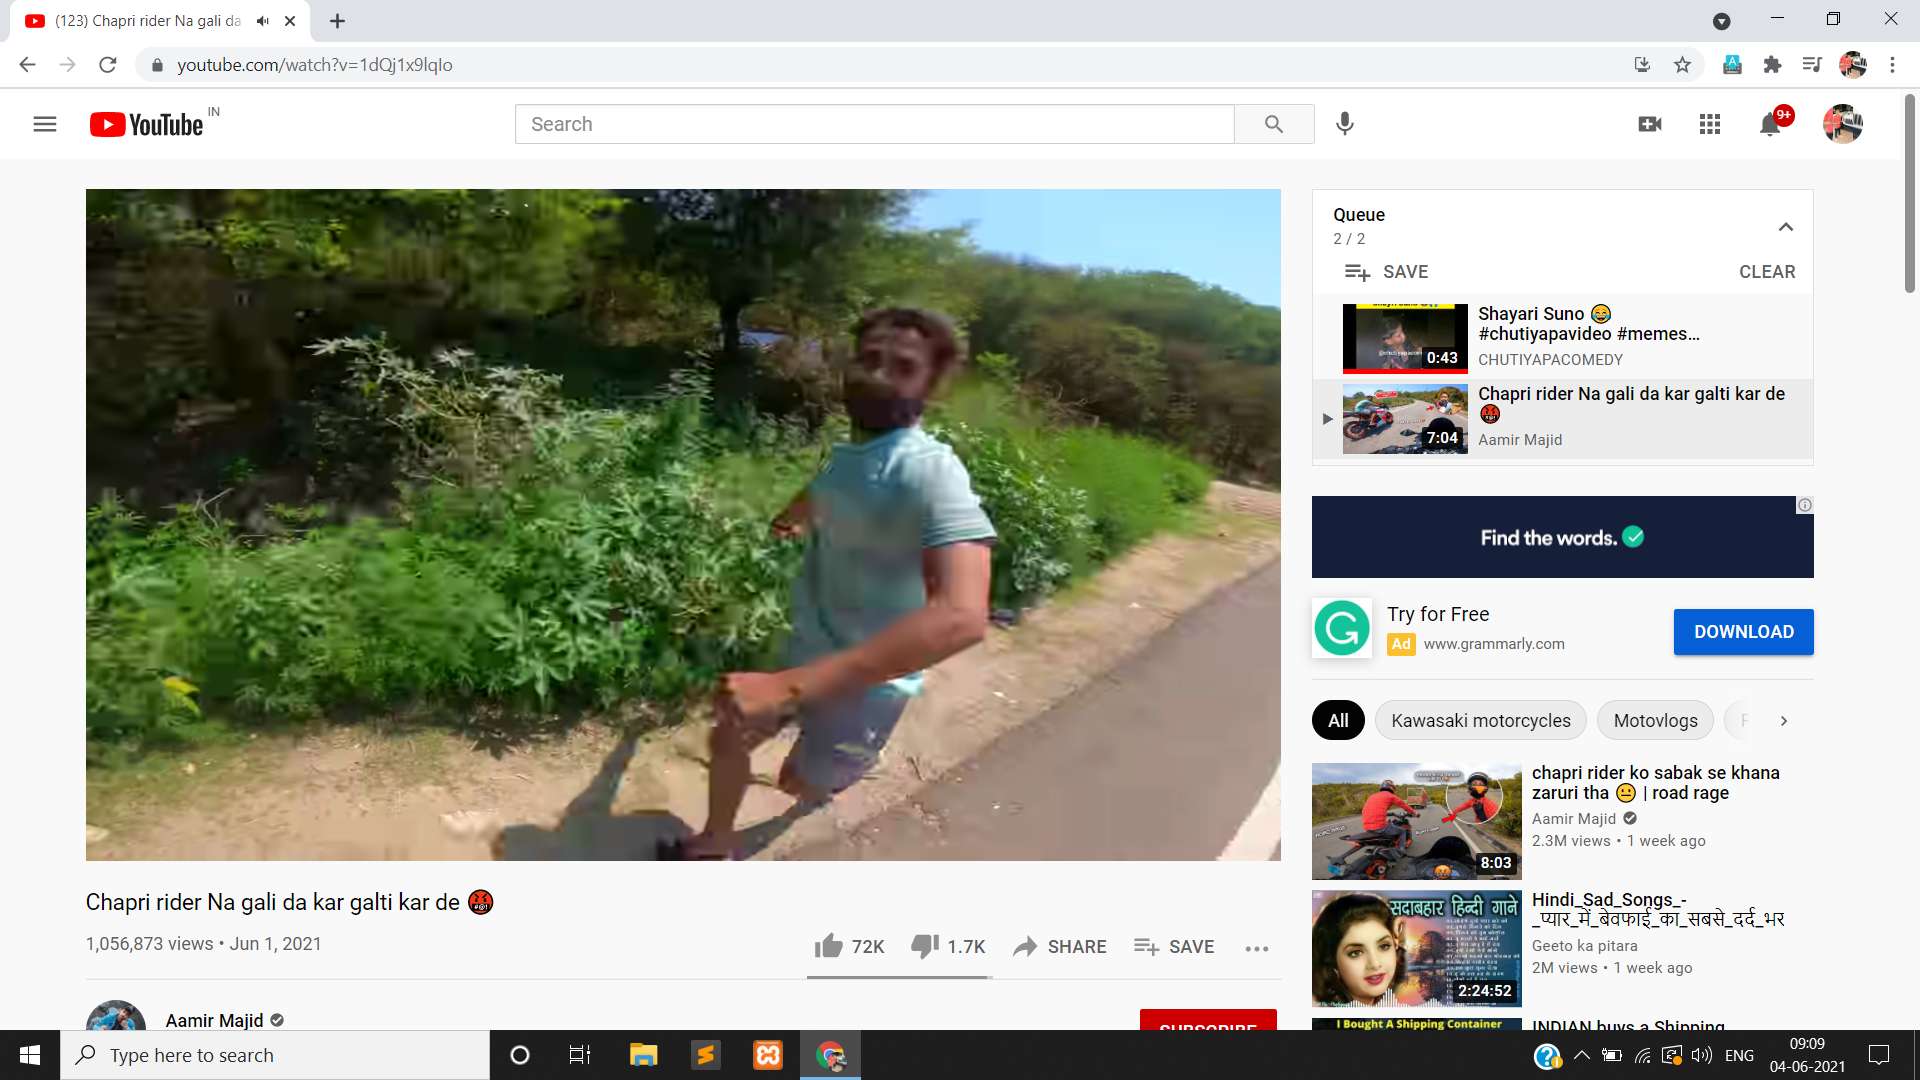 (123) Chapri rider Na gali da
youtube.com/watch?v=1dQj1x9lqIo
YouTube IN
Search
9+
Queue
2 / 2
SAVE
CLEAR
0:43
Shayari Suno 😂
#chutiyapavideo #memes...
CHUTIYAPACOMEDY
7:04
Chapri rider Na gali da kar galti kar de
🤬
Aamir Majid
Find the words.
Try for Free
Ad www.grammarly.com
DOWNLOAD
All
Kawasaki motorcycles
Motovlogs
8:03
chapri rider ko sabak se khana
zaruri tha 😐 | road rage
Aamir Majid
2.3M views • 1 week ago
सदाबहार हिन्दी गाने
2:24:52
Hindi_Sad_Songs_-
_प्यार_में_बेवफाई_का_सबसे_दर्द_भर
Geeto ka pitara
2M views • 1 week ago
I Bought A Shipping Container
INDIAN buys a Shipping
Chapri rider Na gali da kar galti kar de 🤬
1,056,873 views • Jun 1, 2021
72K
1.7K
SHARE
SAVE
Aamir Majid
SUBSCRIBE
Type here to search
ENG
09:09
04-06-2021